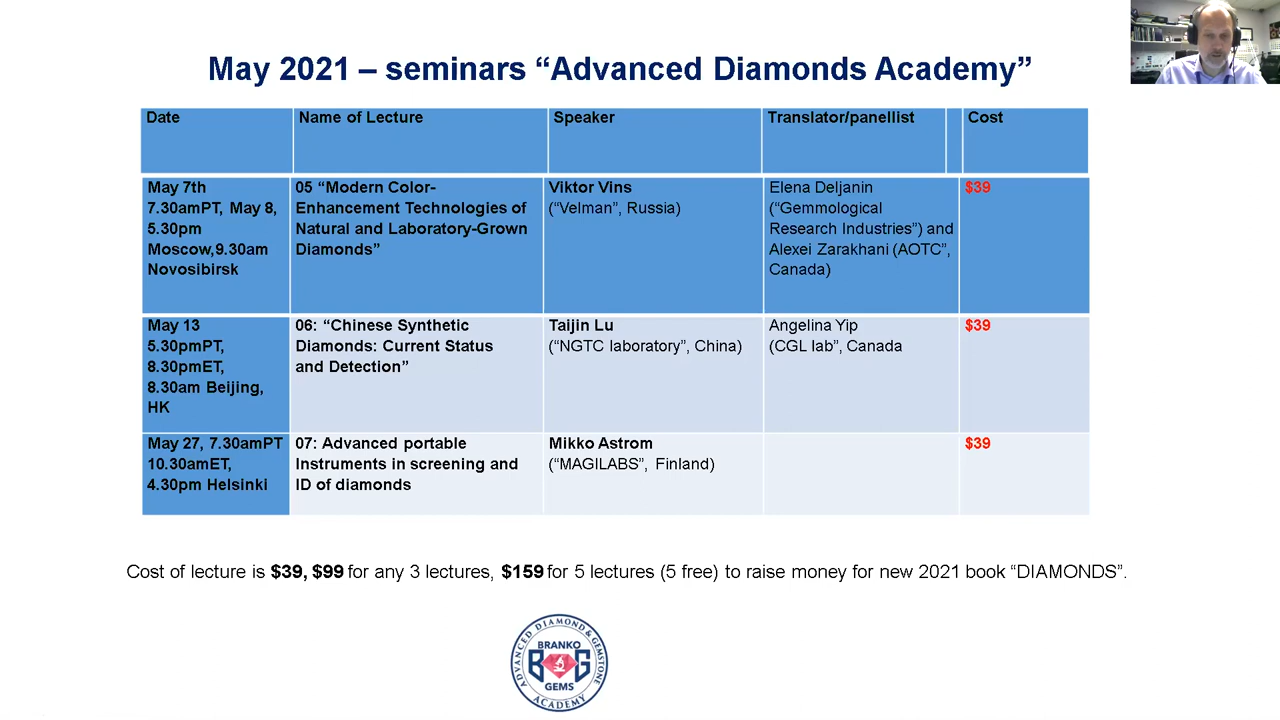 May 2021 – seminars “Advanced Diamonds Academy”
Date
Name of Lecture
Speaker
Translator/panellist
Cost
May 7th
7.30amPT, May 8,
5.30pm
Moscow,9.30am
Novosibirsk
05 “Modern Color-
Enhancement Technologies of
Natural and Laboratory-Grown
Diamonds”
Viktor Vins
(“Velman”, Russia)
Elena Deljanin
(“Gemmological
Research Industries”) and
Alexei Zarakhani (AOTC”,
Canada)
$39
May 13
5.30pmPT,
8.30pmET,
8.30am Beijing,
HK
06: “Chinese Synthetic
Diamonds: Current Status
and Detection”
Taijin Lu
(“NGTC laboratory”, China)
Angelina Yip
(CGL lab”, Canada
$39
May 27, 7.30amPT
10.30amET,
4.30pm Helsinki
07: Advanced portable
Instruments in screening and
ID of diamonds
Mikko Astrom
(“MAGILABS”, Finland)
$39
Cost of lecture is $39, $99 for any 3 lectures, $159 for 5 lectures (5 free) to raise money for new 2021 book “DIAMONDS”.
ADVANCED DIAMOND & GEMSTONE
BRANKO
B G
GEMS
ACADEMY